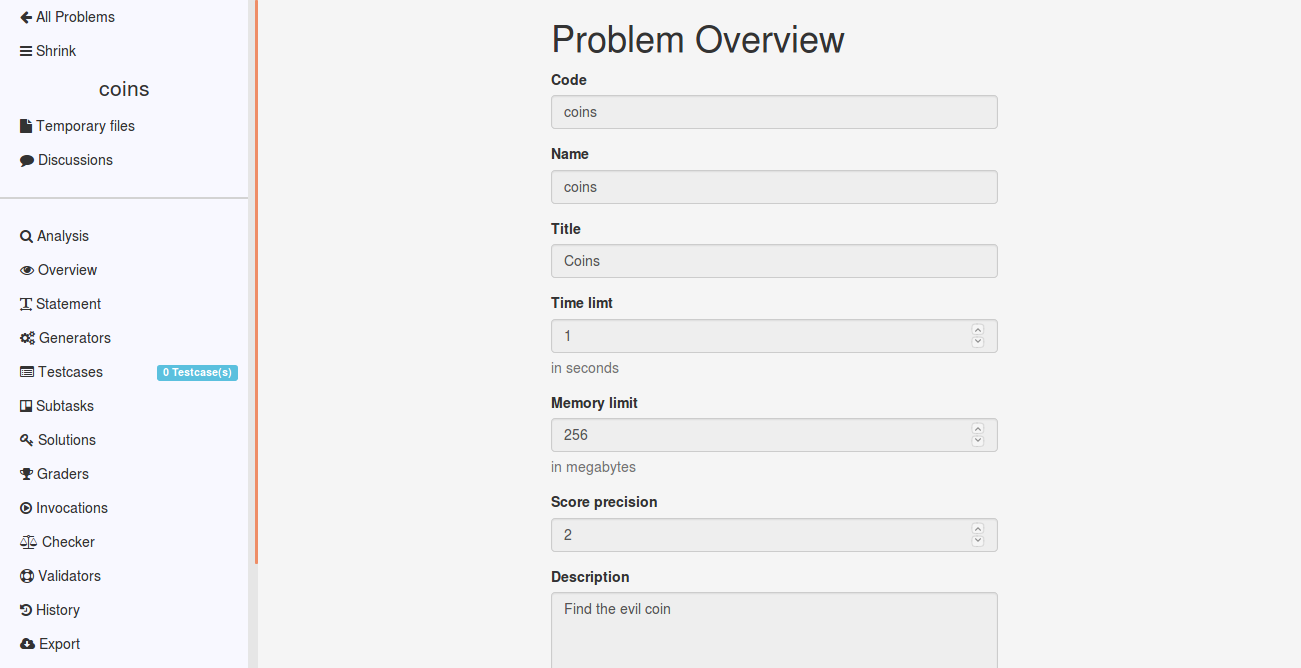 All Problems
Shrink
coins
Temporary files
Discussions
Analysis
Overview
Statement
Generators
Testcases 0 Testcase(s)
Subtasks
Solutions
Graders
Invocations
Checker
Validators
History
Export
Problem Overview
Code
coins
Name
coins
Title
Coins
Time limt
1
in seconds
Memory limit
256
in megabytes
Score precision
2
Description
Find the evil coin